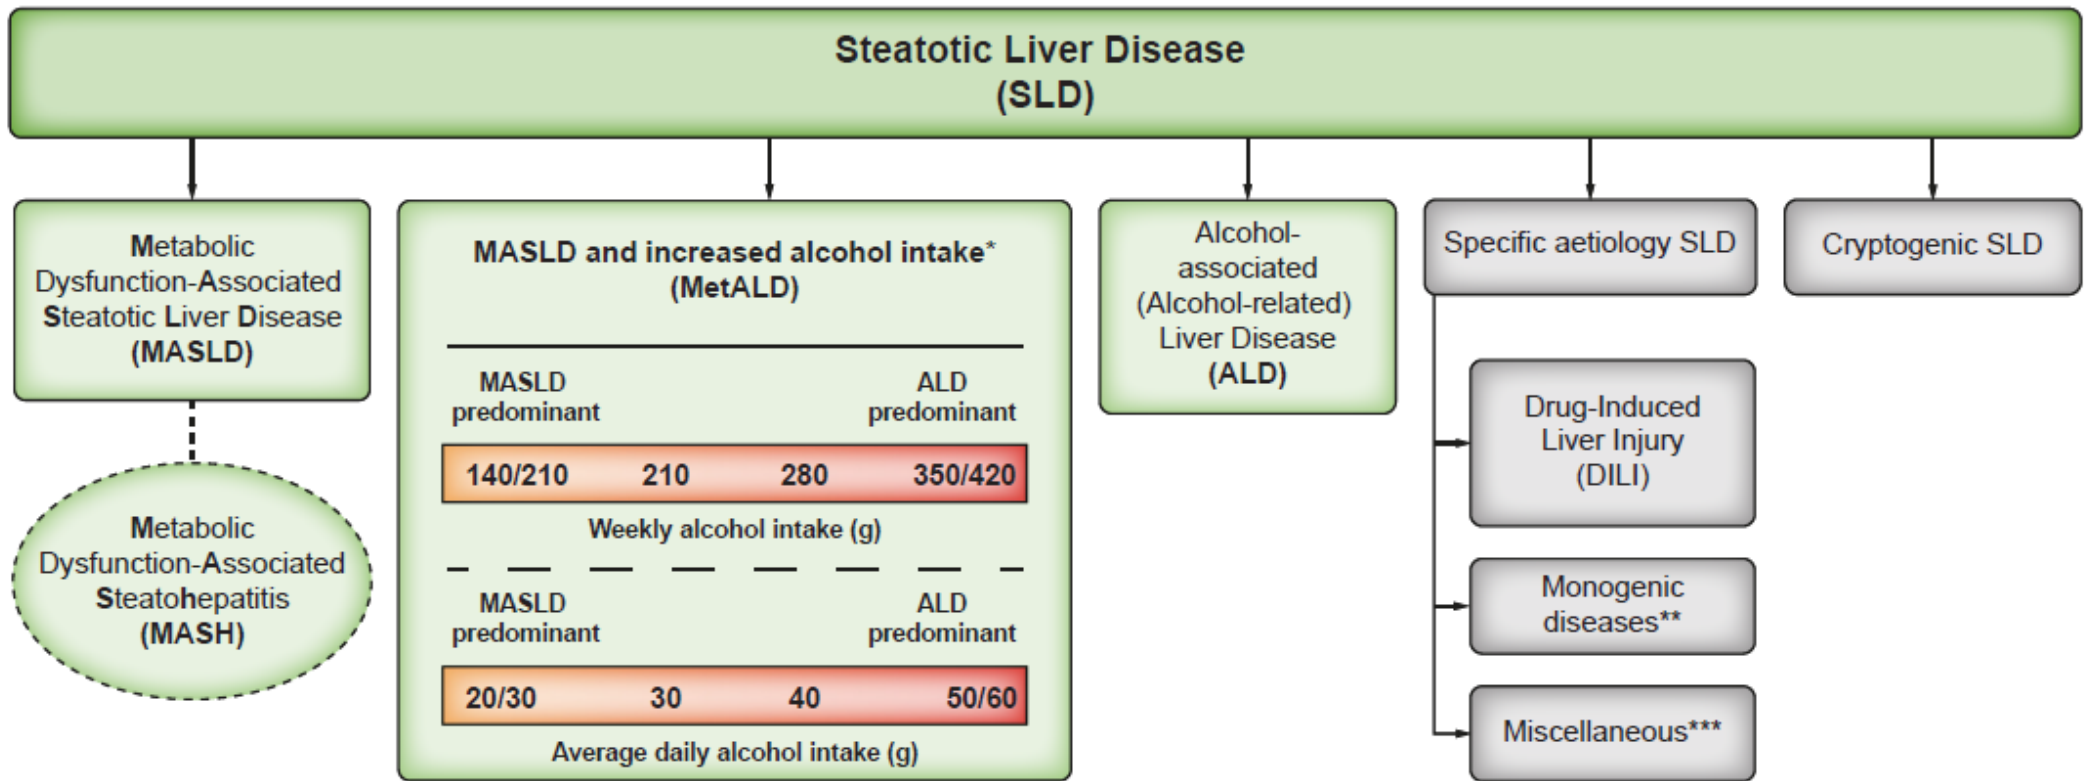 Steatotic Liver Disease
(SLD)
Metabolic
Dysfunction-Associated
Steatotic Liver Disease
(MASLD)
Metabolic
Dysfunction-Associated
Steatohepatitis
(MASH)
MASLD and increased alcohol intake*
(MetALD)
MASLD predominant
ALD predominant
140/210 210 280 350/420
Weekly alcohol intake (g)
MASLD predominant
ALD predominant
20/30 30 40 50/60
Average daily alcohol intake (g)
Alcohol-
associated
(Alcohol-related)
Liver Disease
(ALD)
Specific aetiology SLD
Drug-Induced
Liver Injury
(DILI)
Monogenic
diseases**
Miscellaneous***
Cryptogenic SLD